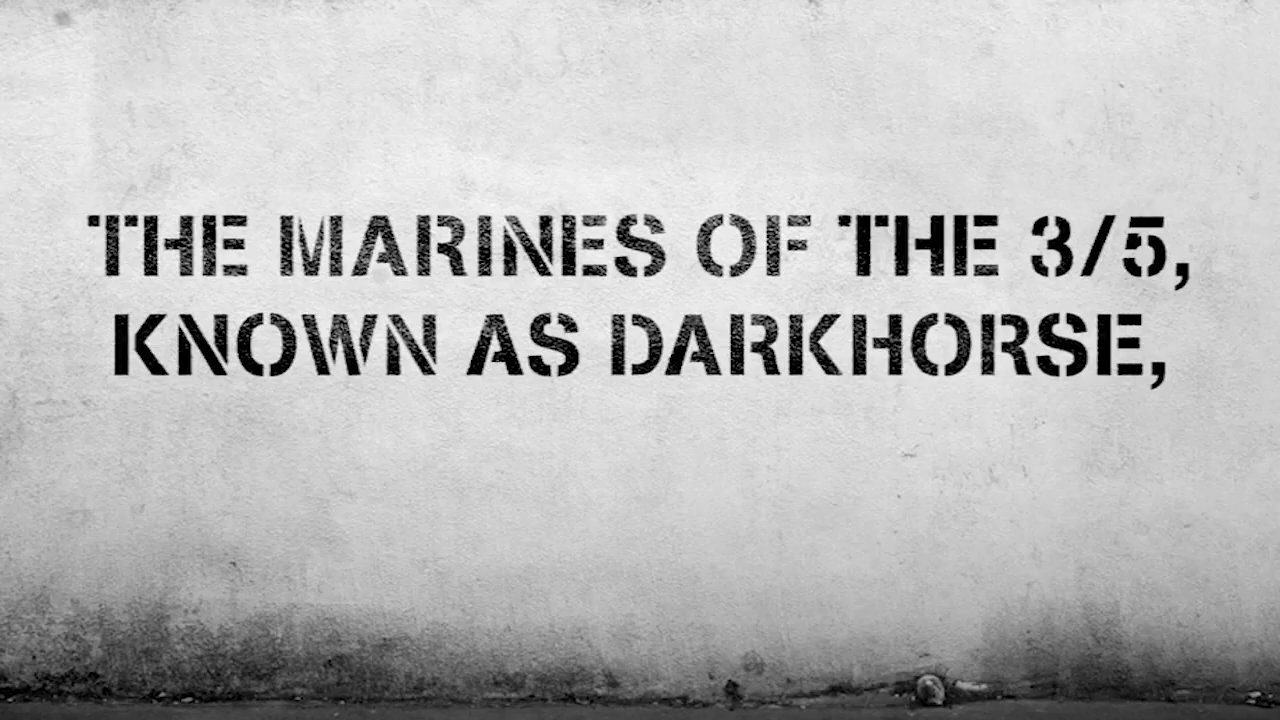 THE MARINES OF THE 3/5,
KNOWN AS DARKHORSE,